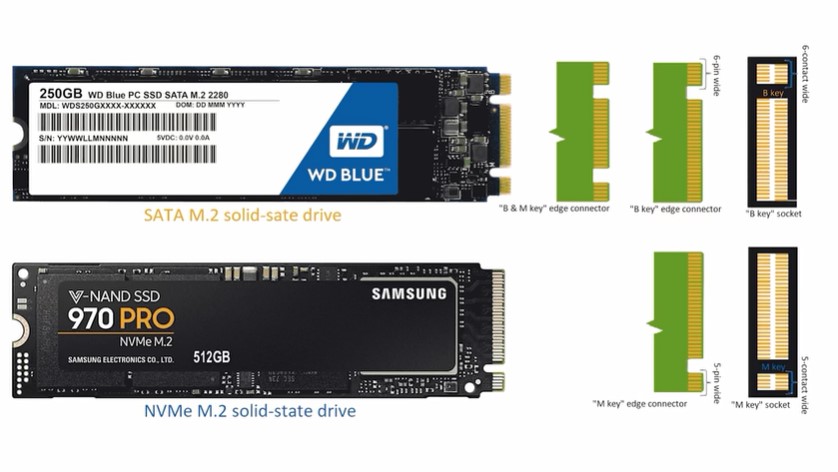 250GB WD Blue PC SSD SATA M.2 2280
MDL: WDS250GXXXX-XXXXXX DOM: DD MMM YYYY
S/N: YYWWLLMNNNNN 5VDC: 0.0V 0.0A
WD
WD BLUE™
SATA M.2 solid-sate drive
"B & M key" edge connector
6-pin wide
"B key" edge connector
6-contact wide
B key
"B key" socket
V-NAND SSD
970 PRO
NVMe M.2
SAMSUNG ELECTRONICS CO., LTD.
512GB
SAMSUNG
NVMe M.2 solid-state drive
5-pin wide
"M key" edge connector
M key
5-contact wide
"M key" socket